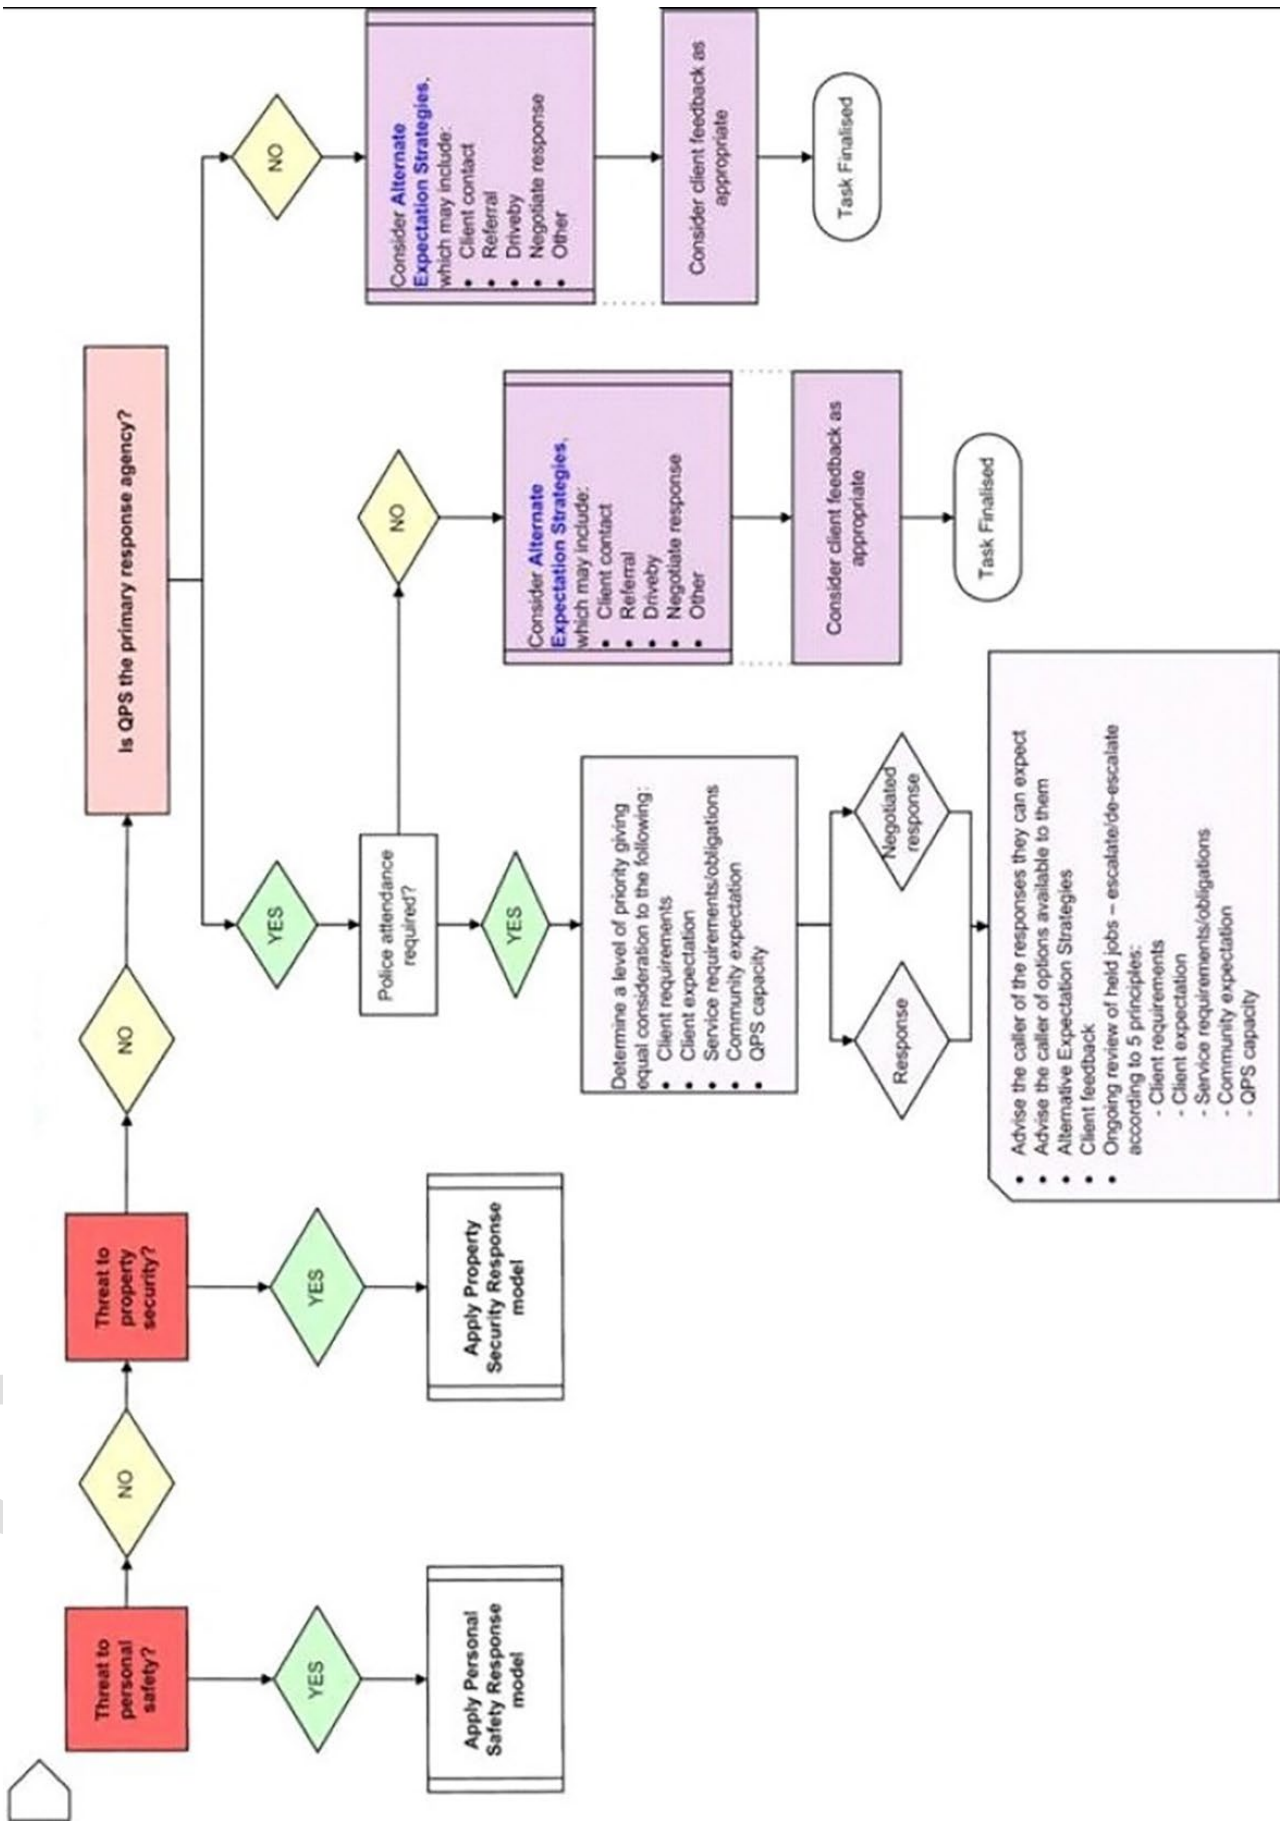 Threat to
personal
safety?
NO
Threat to
property
security?
NO
Is QPS the primary response agency?
YES
Apply Personal
Safety Response
model
YES
Apply Property
Security Response
model
YES
Police attendance
required?
YES
Determine a level of priority giving
equal consideration to the following:
• Client requirements
• Client expectation
• Service requirements/obligations
• Community expectation
• QPS capacity
Response
Negotiated
response
• Advise the caller of the responses they can expect
• Advise the caller of options available to them
• Alternative Expectation Strategies
• Client feedback
• Ongoing review of held jobs – escalate/de-escalate
according to 5 principles:
- Client requirements
- Client expectation
- Service requirements/obligations
- Community expectation
- QPS capacity
NO
Consider Alternate
Expectation Strategies,
which may include:
• Client contact
• Referral
• Driveby
• Negotiate response
• Other
Consider client feedback as
appropriate
Task Finalised
NO
Consider Alternate
Expectation Strategies,
which may include:
• Client contact
• Referral
• Driveby
• Negotiate response
• Other
Consider client feedback as
appropriate
Task Finalised